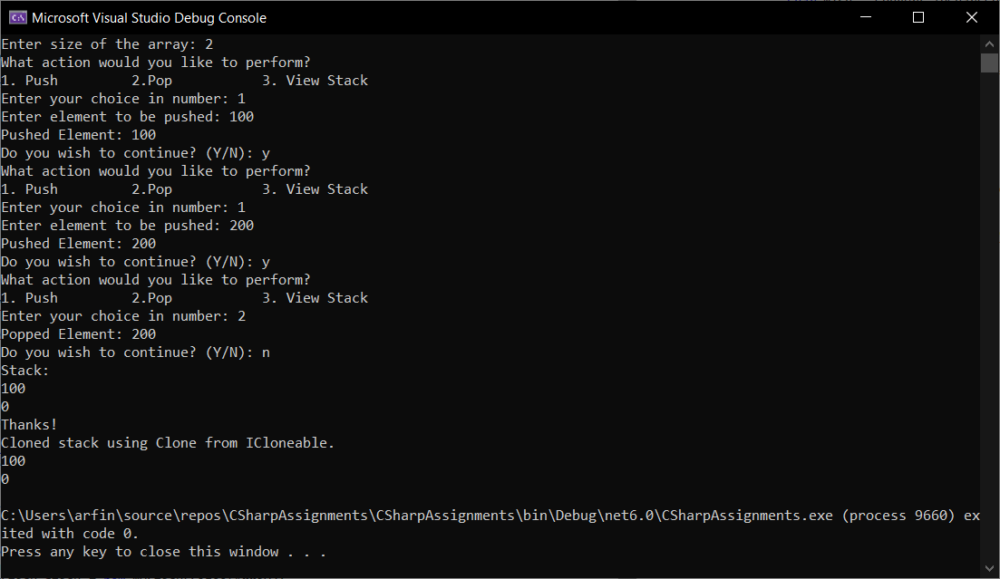 Microsoft Visual Studio Debug Console
Enter size of the array: 2
What action would you like to perform?
1. Push         2.Pop           3. View Stack
Enter your choice in number: 1
Enter element to be pushed: 100
Pushed Element: 100
Do you wish to continue? (Y/N): y
What action would you like to perform?
1. Push         2.Pop           3. View Stack
Enter your choice in number: 1
Enter element to be pushed: 200
Pushed Element: 200
Do you wish to continue? (Y/N): y
What action would you like to perform?
1. Push         2.Pop           3. View Stack
Enter your choice in number: 2
Popped Element: 200
Do you wish to continue? (Y/N): n
Stack:
100
0
Thanks!
Cloned stack using Clone from ICloneable.
100
0
C:\Users\arfin\source\repos\CSharpAssignments\CSharpAssignments\bin\Debug\net6.0\CSharpAssignments.exe (process 9660) ex
ited with code 0.
Press any key to close this window . . .